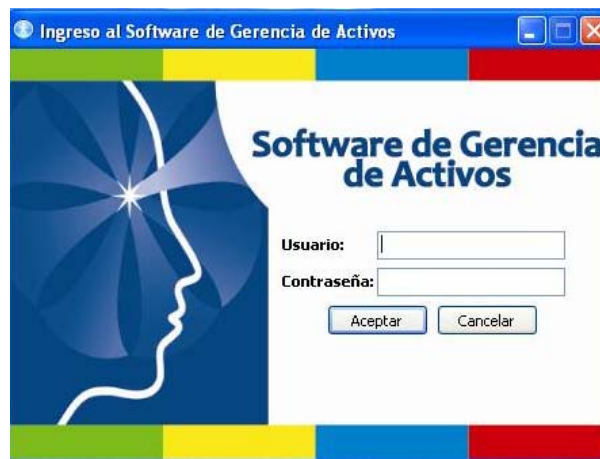 Ingreso al Software de Gerencia de Activos
Software de Gerencia
de Activos
Usuario:
Contraseña:
Aceptar
Cancelar